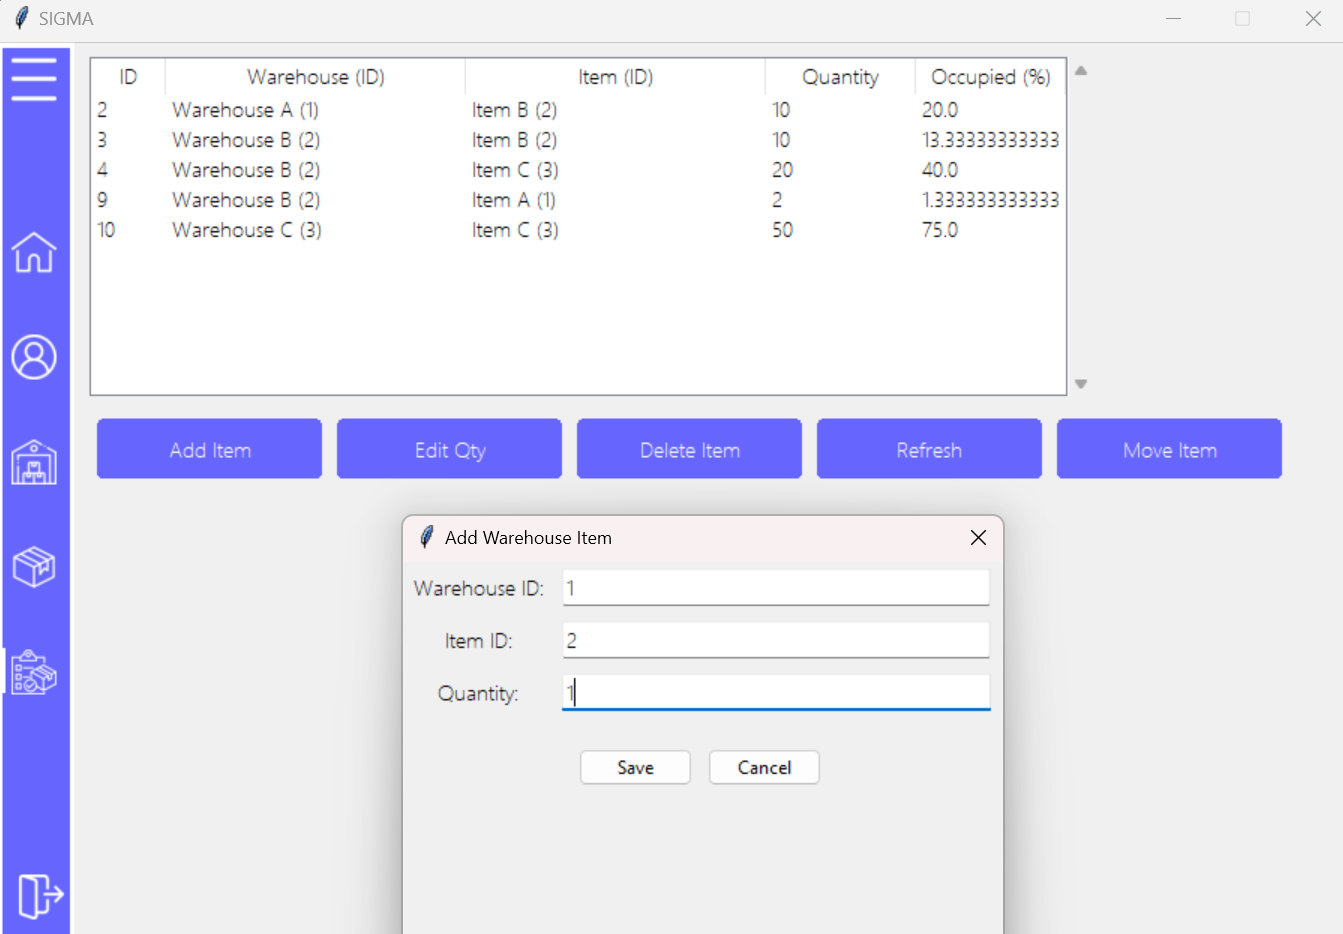 SIGMA
ID Warehouse (ID) Item (ID) Quantity Occupied (%)
2 Warehouse A (1) Item B (2) 10 20.0
3 Warehouse B (2) Item B (2) 10 13.33333333333
4 Warehouse B (2) Item C (3) 20 40.0
9 Warehouse B (2) Item A (1) 2 1.333333333333
10 Warehouse C (3) Item C (3) 50 75.0
Add Item Edit Qty Delete Item Refresh Move Item
Add Warehouse Item
Warehouse ID: 1
Item ID: 2
Quantity: 1
Save Cancel